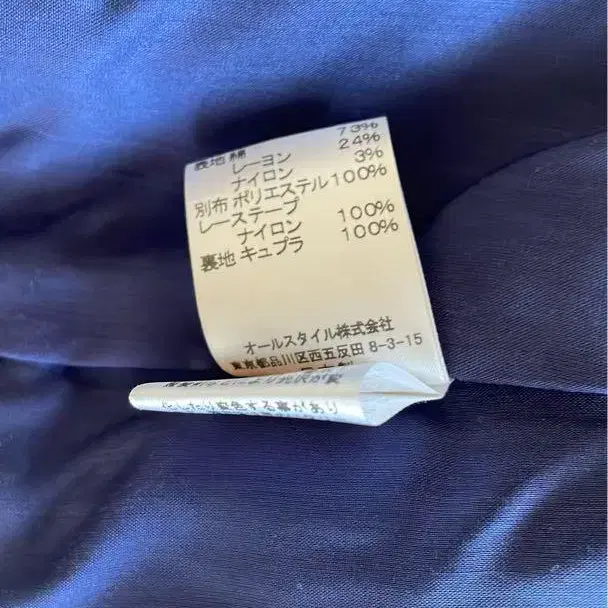 表地 綿 73%
レーヨン 24%
ナイロン 3%
別布 ポリエステル100%
レーステープ
ナイロン 100%
裏地 キュプラ 100%
オールスタイル株式会社
東京都品川区西五反田 8-3-15
日本製